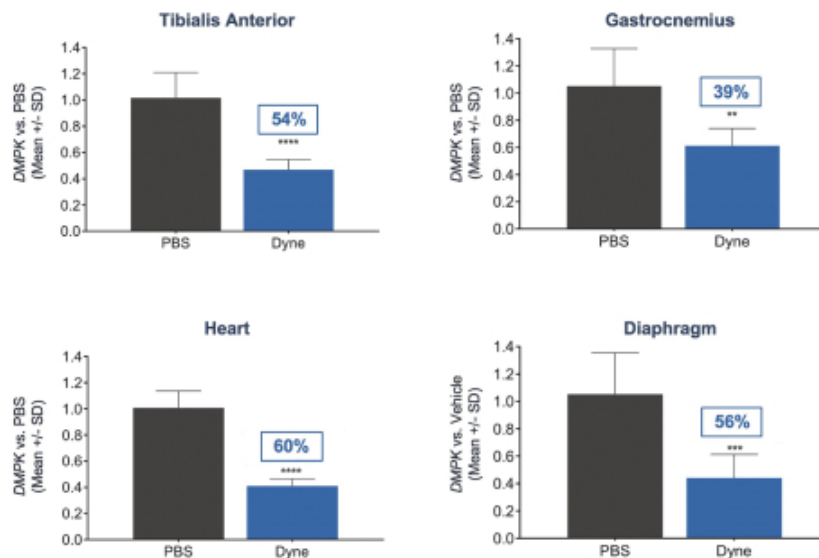 Tibialis Anterior
DMPK vs. PBS
(Mean +/- SD)
1.4
1.2
1.0
0.8
0.6
0.4
0.2
0.0
54%
****
PBS
Dyne
Gastrocnemius
DMPK vs. PBS
(Mean +/- SD)
1.4
1.2
1.0
0.8
0.6
0.4
0.2
0.0
39%
**
PBS
Dyne
Heart
DMPK vs. PBS
(Mean +/- SD)
1.4
1.2
1.0
0.8
0.6
0.4
0.2
0.0
60%
****
PBS
Dyne
Diaphragm
DMPK vs. Vehicle
(Mean +/- SD)
1.4
1.2
1.0
0.8
0.6
0.4
0.2
0.0
56%
***
PBS
Dyne